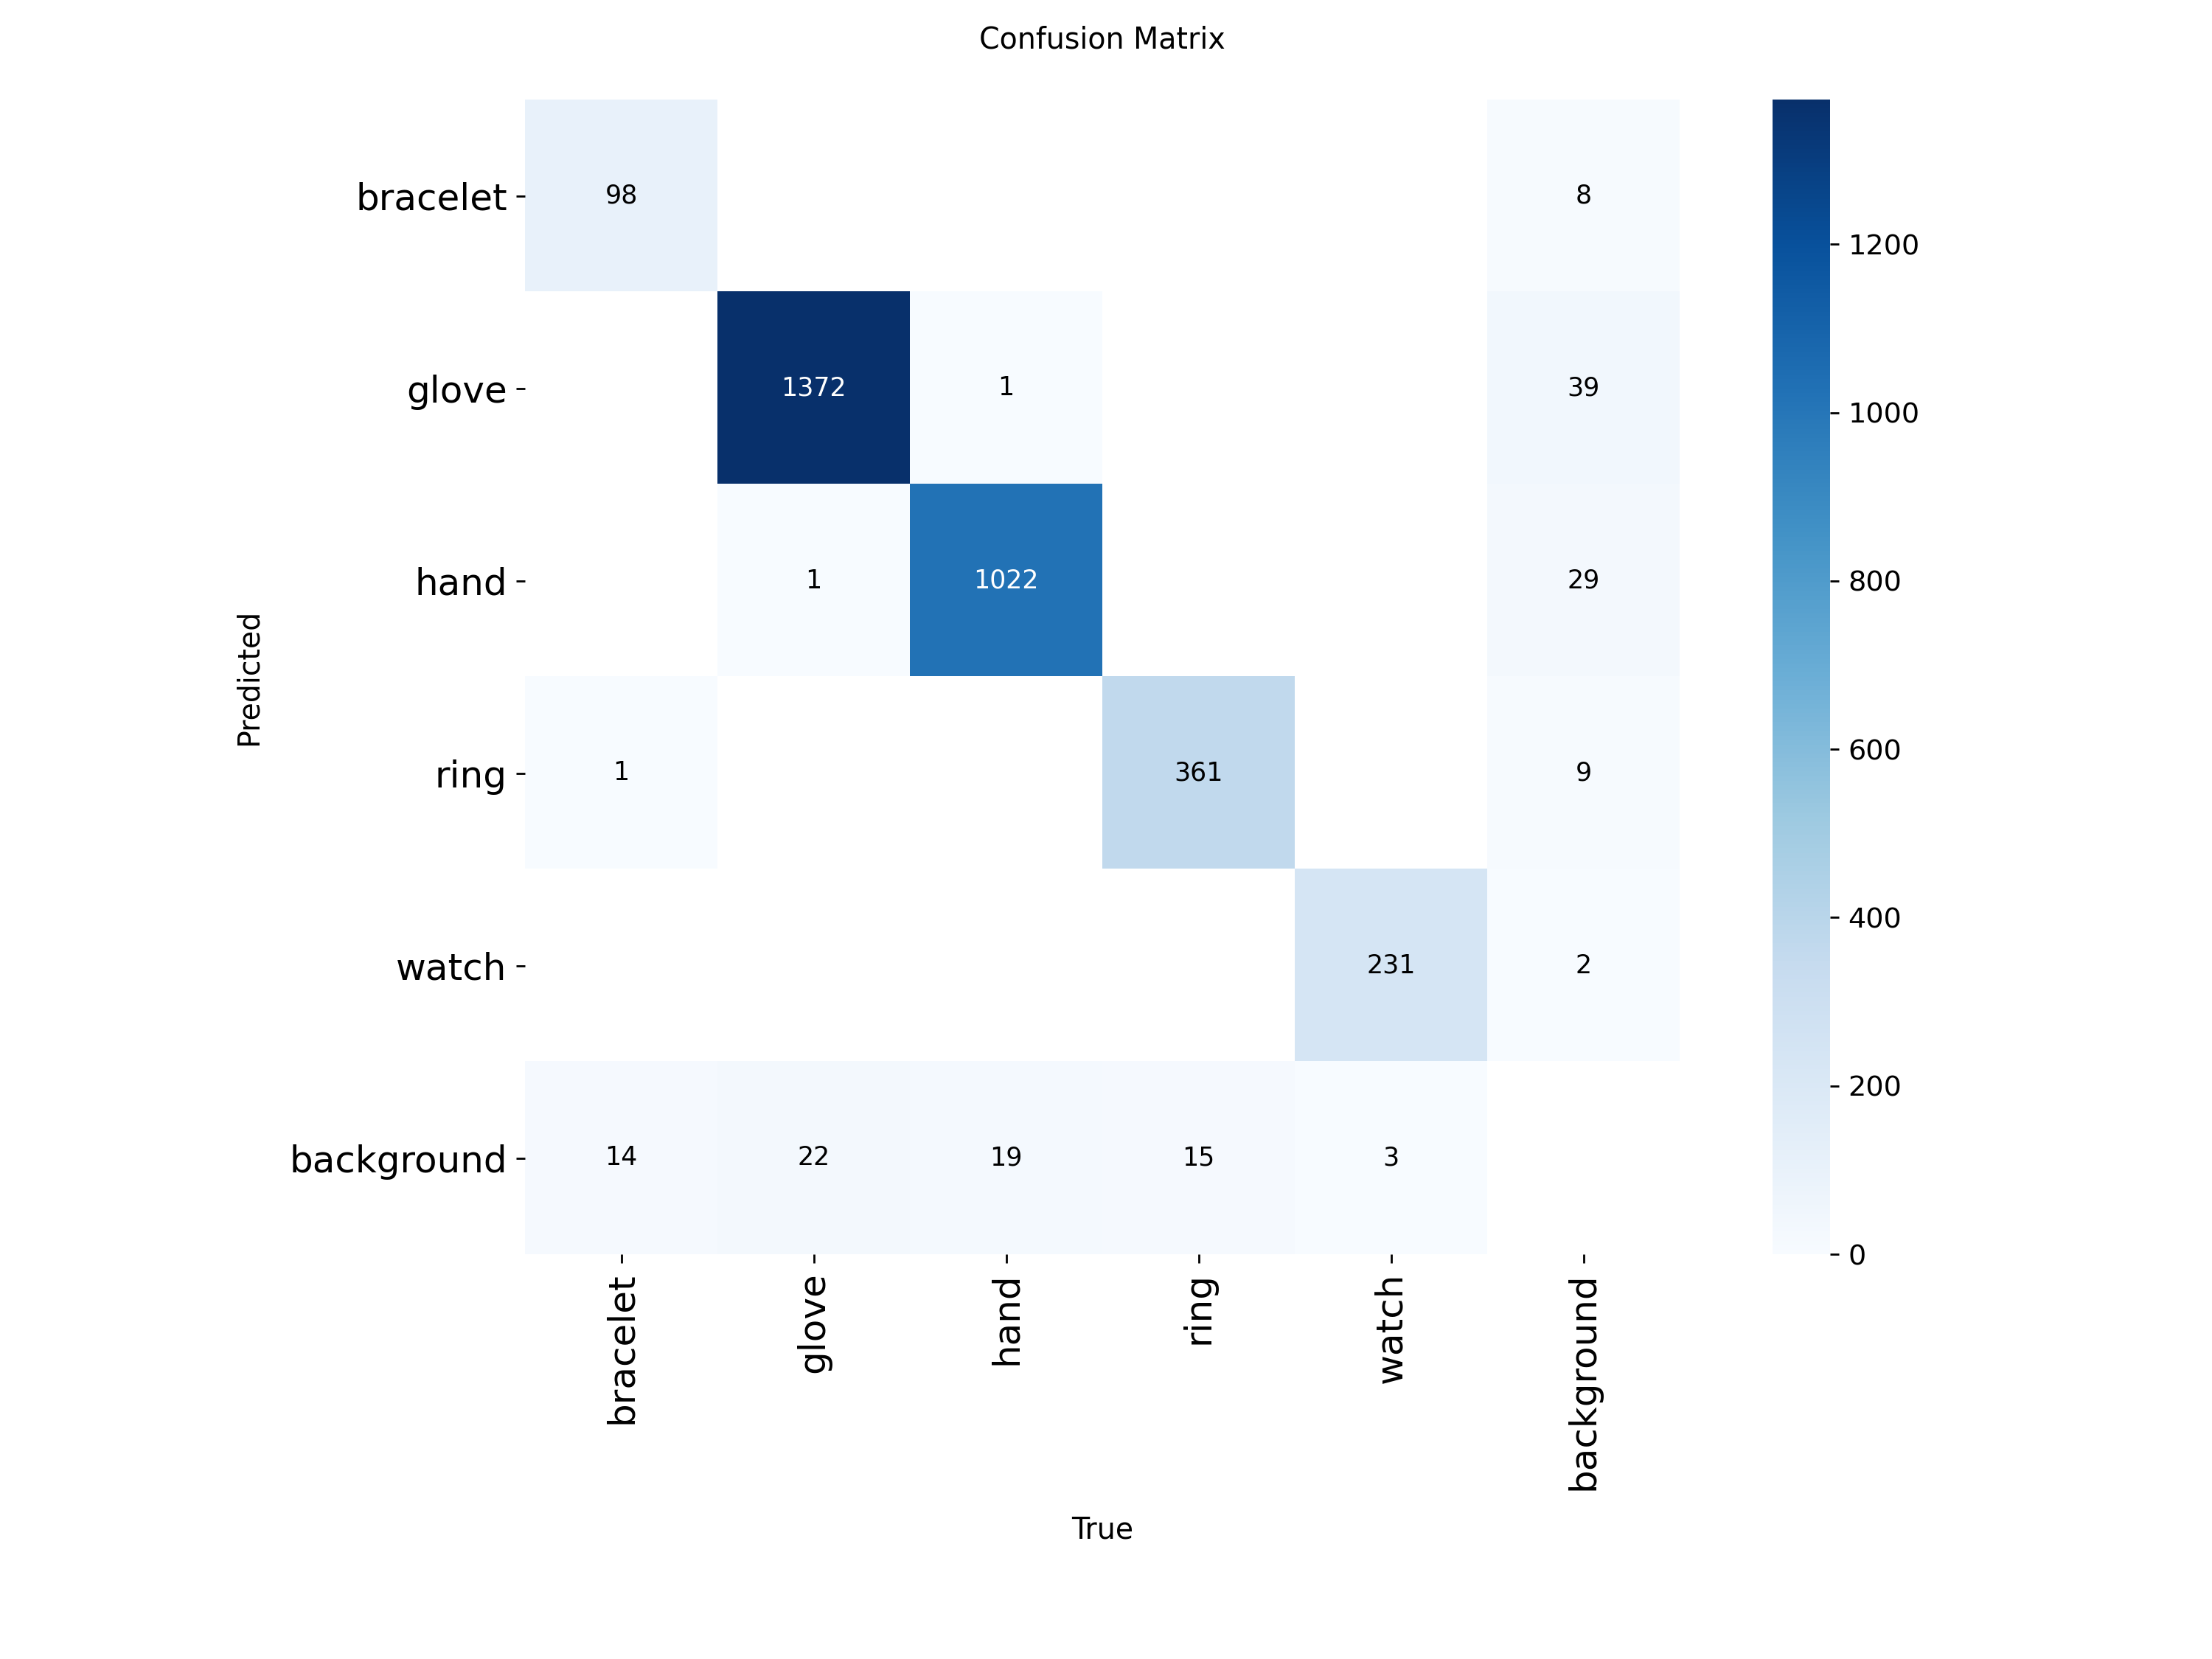 Confusion Matrix
bracelet
98
8
1200
glove
1372
1
39
1000
hand
1
1022
29
800
Predicted
600
ring
1
361
9
400
watch
231
2
200
background
14
22
19
15
3
0
bracelet
glove
hand
ring
watch
background
True